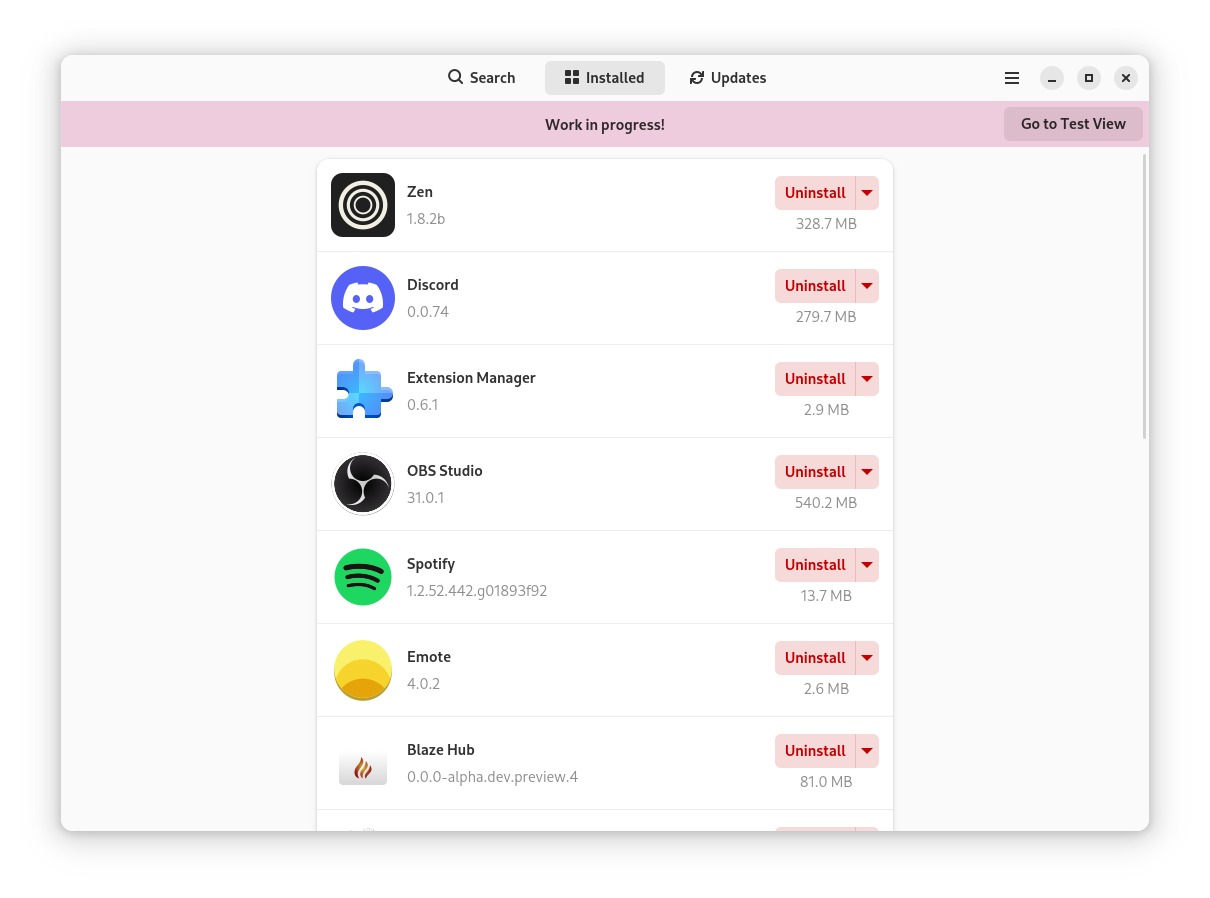 Search
Installed
Updates
Work in progress!
Go to Test View
Zen
1.8.2b
Uninstall
328.7 MB
Discord
0.0.74
Uninstall
279.7 MB
Extension Manager
0.6.1
Uninstall
2.9 MB
OBS Studio
31.0.1
Uninstall
540.2 MB
Spotify
1.2.52.442.g01893f92
Uninstall
13.7 MB
Emote
4.0.2
Uninstall
2.6 MB
Blaze Hub
0.0.0-alpha.dev.preview.4
Uninstall
81.0 MB